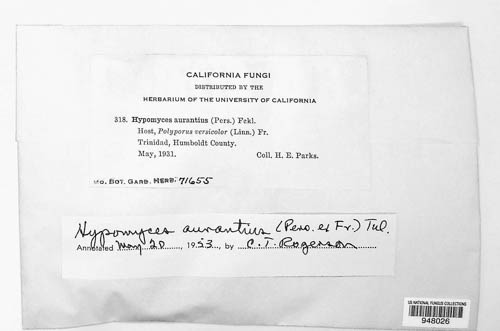 CALIFORNIA FUNGI
DISTRIBUTED BY THE
HERBARIUM OF THE UNIVERSITY OF CALIFORNIA
318. Hypomyces aurantius (Pers.) Fckl.
Host, Polyporus versicolor (Linn.) Fr.
Trinidad, Humboldt County.
May, 1931. Coll. H. E. Parks.
MO. BOT. GARB. HERB. 71655
Hypomyces aurantius (Pers. ex Fr.) Tul.
Annotated May 20, 1953, by C. T. Rogerson
US NATIONAL FUNGUS COLLECTIONS
948026